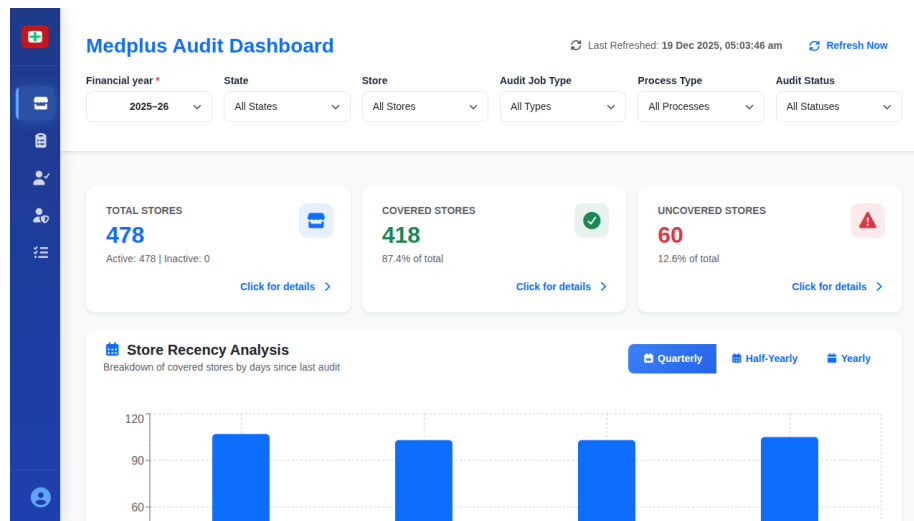 Medplus Audit Dashboard
Last Refreshed: 19 Dec 2025, 05:03:46 am
Refresh Now
Financial year *
State
Store
Audit Job Type
Process Type
Audit Status
2025–26
All States
All Stores
All Types
All Processes
All Statuses
TOTAL STORES
478
Active: 478 | Inactive: 0
Click for details
COVERED STORES
418
87.4% of total
Click for details
UNCOVERED STORES
60
12.6% of total
Click for details
Store Recency Analysis
Breakdown of covered stores by days since last audit
Quarterly
Half-Yearly
Yearly
120
90
60